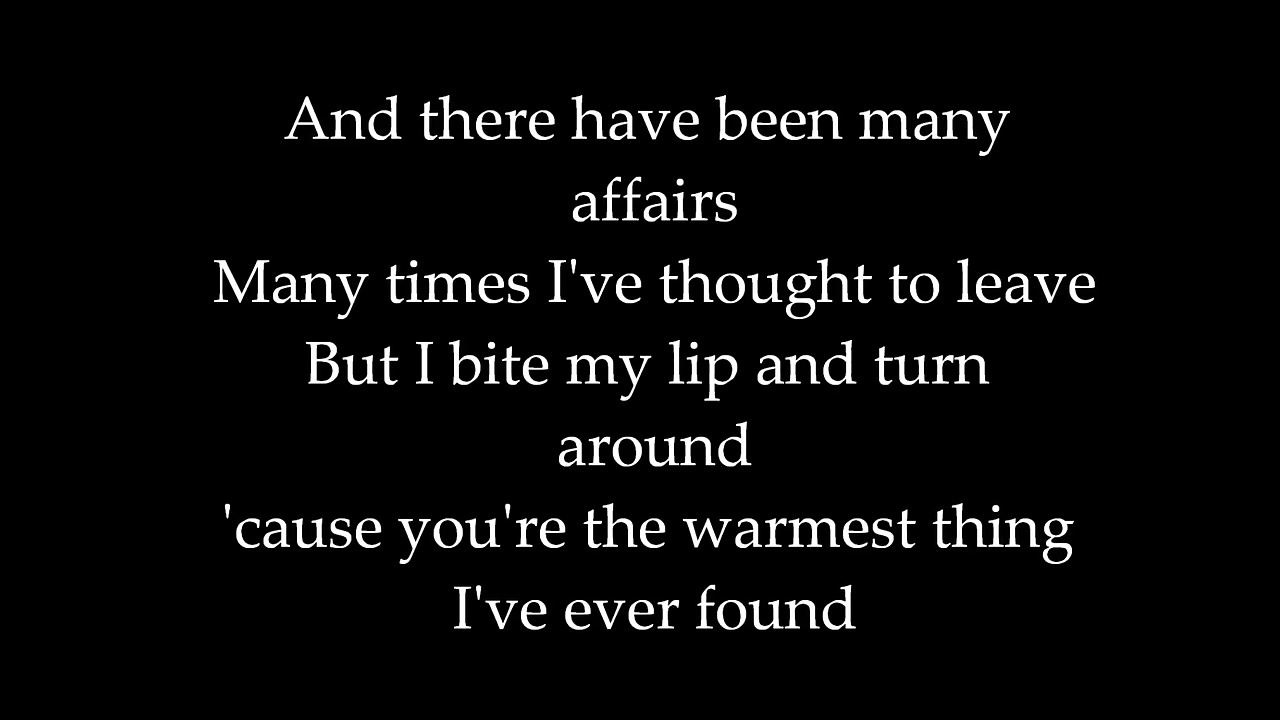 And there have been many
affairs
Many times I've thought to leave
But I bite my lip and turn
around
'cause you're the warmest thing
I've ever found